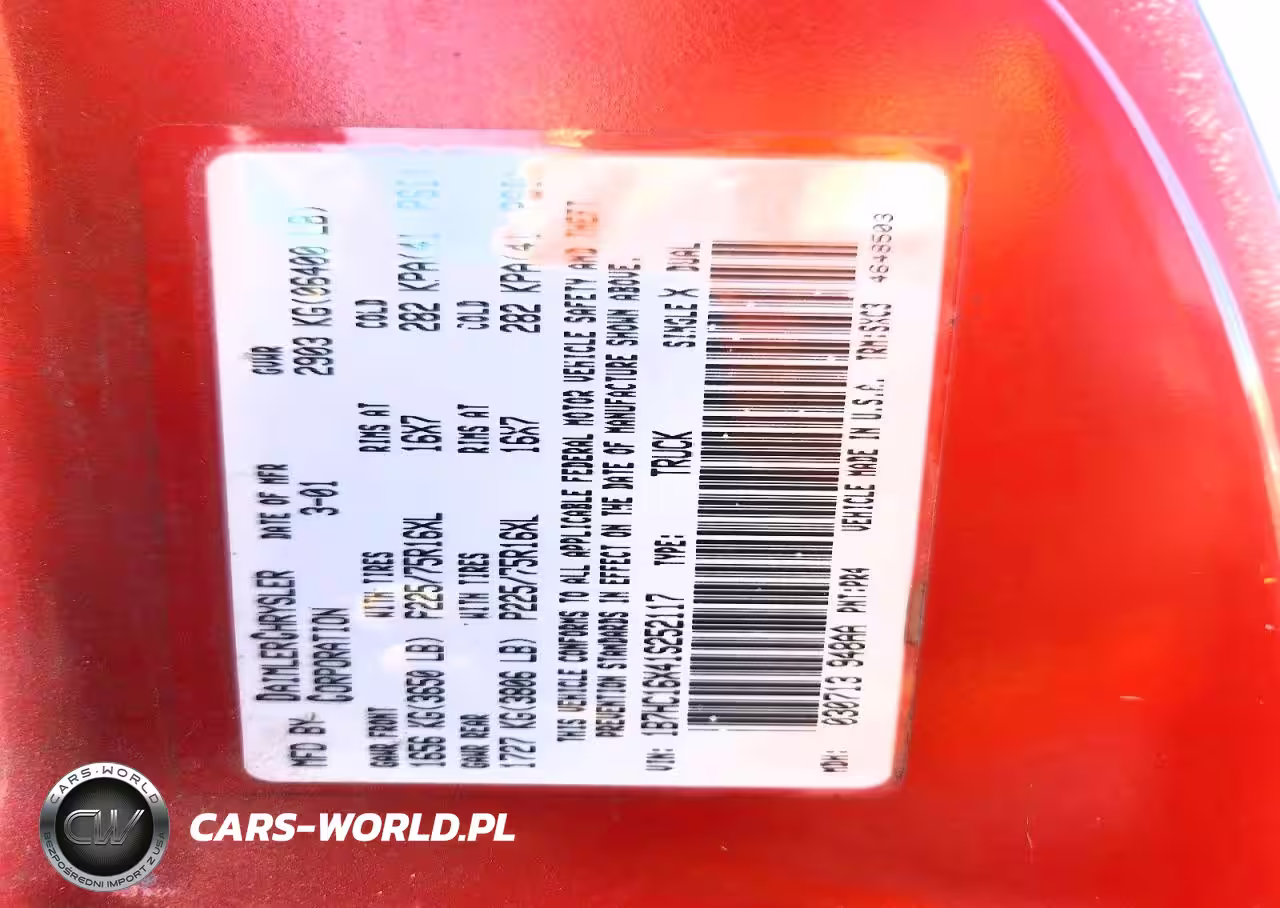 MFD BY DAIMLERCHRYSLER CORPORATION DATE OF MFR 3-01 GVWR 2903 KG(06400 LB)
GAWR FRONT WITH TIRES RIMS AT COLD
1656 KG(3650 LB) P225/75R16XL 16X7 282 KPA(41 PSI)
GAWR REAR WITH TIRES RIMS AT COLD
1727 KG(3806 LB) P225/75R16XL 16X7 282 KPA(41
THIS VEHICLE CONFORMS TO ALL APPLICABLE FEDERAL MOTOR VEHICLE SAFETY AND THEFT
PREVENTION STANDARDS IN EFFECT ON THE DATE OF MANUFACTURE SHOWN ABOVE.
VIN: 1B7HC16X41S252117 TYPE: TRUCK SINGLE X DUAL
MDH: 030713 948AA PNT:PR4 VEHICLE MADE IN U.S.A. TRM:SXC3 4648503
CARS-WORLD
CW
BEZPOŚREDNI IMPORT Z USA
CARS-WORLD.PL